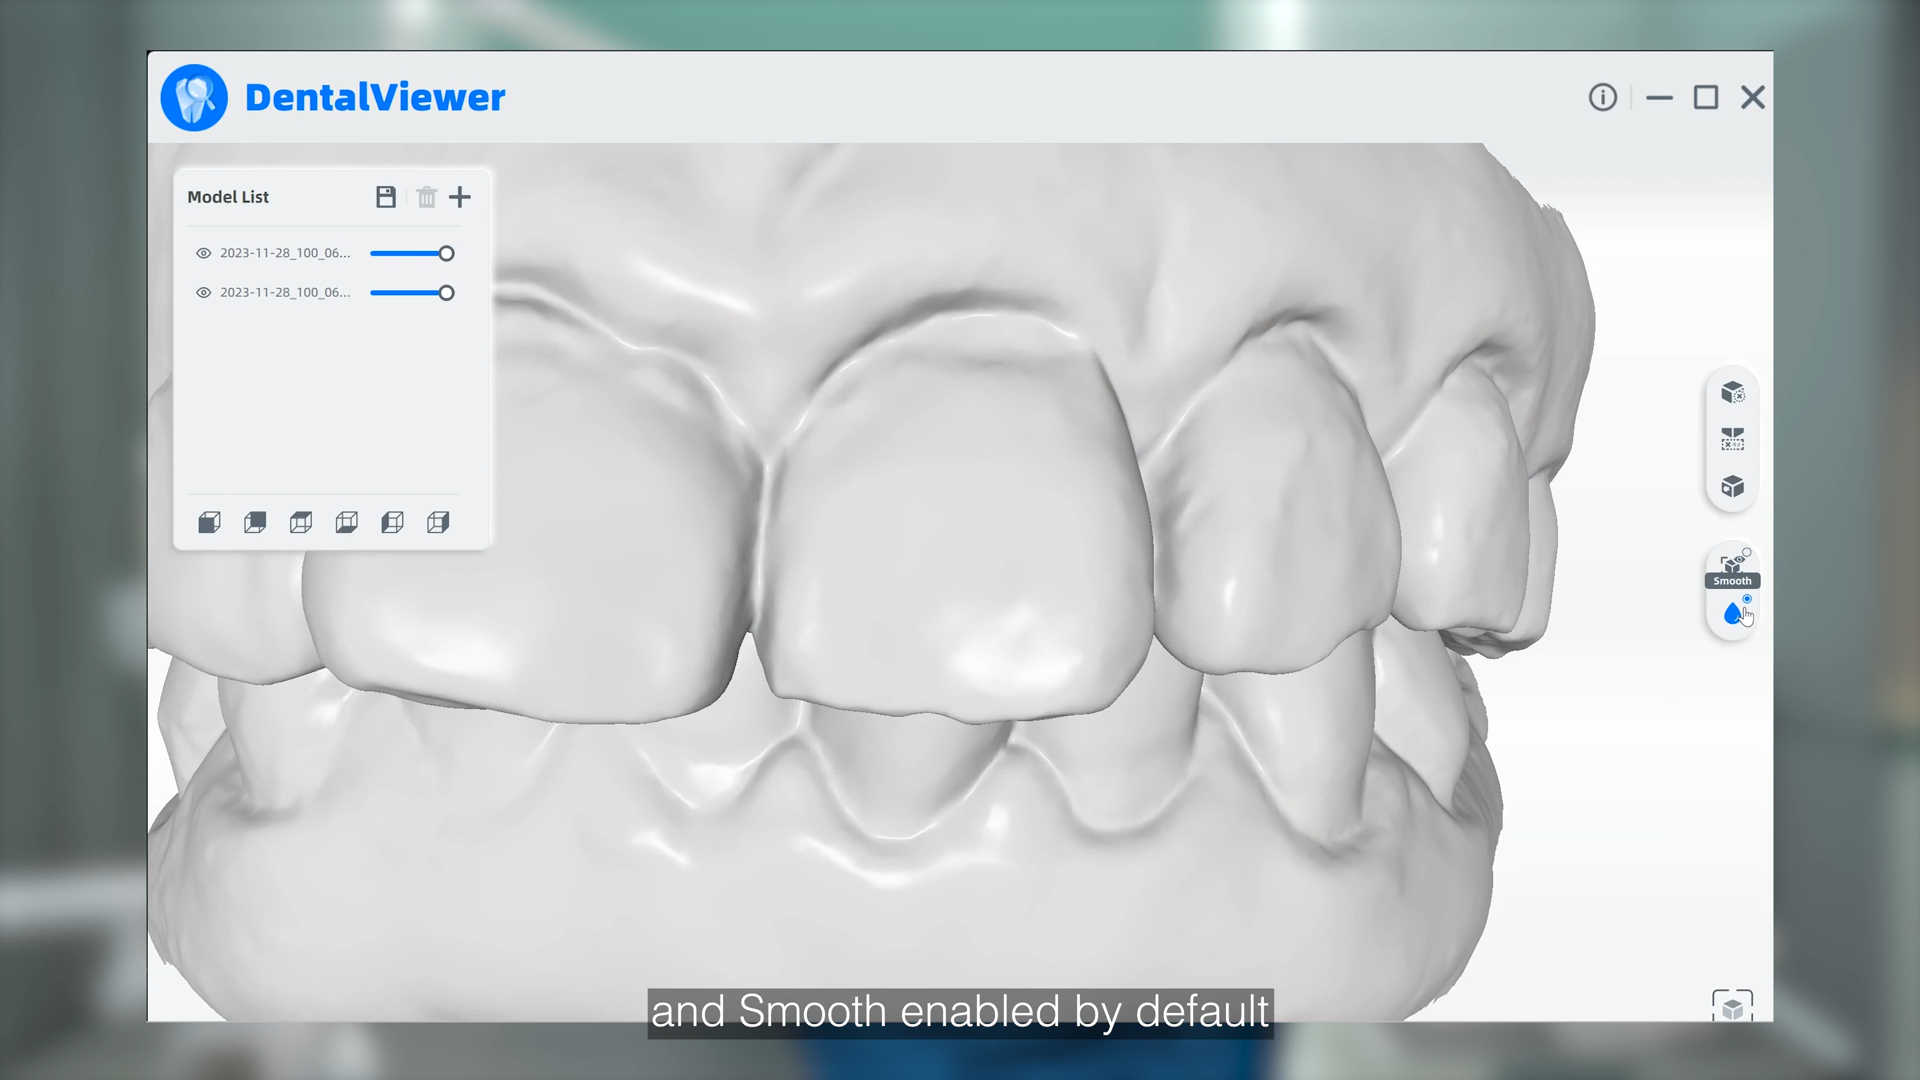 DentalViewer
Model List
2023-11-28_100_06...
2023-11-28_100_06...
Smooth
and Smooth enabled by default